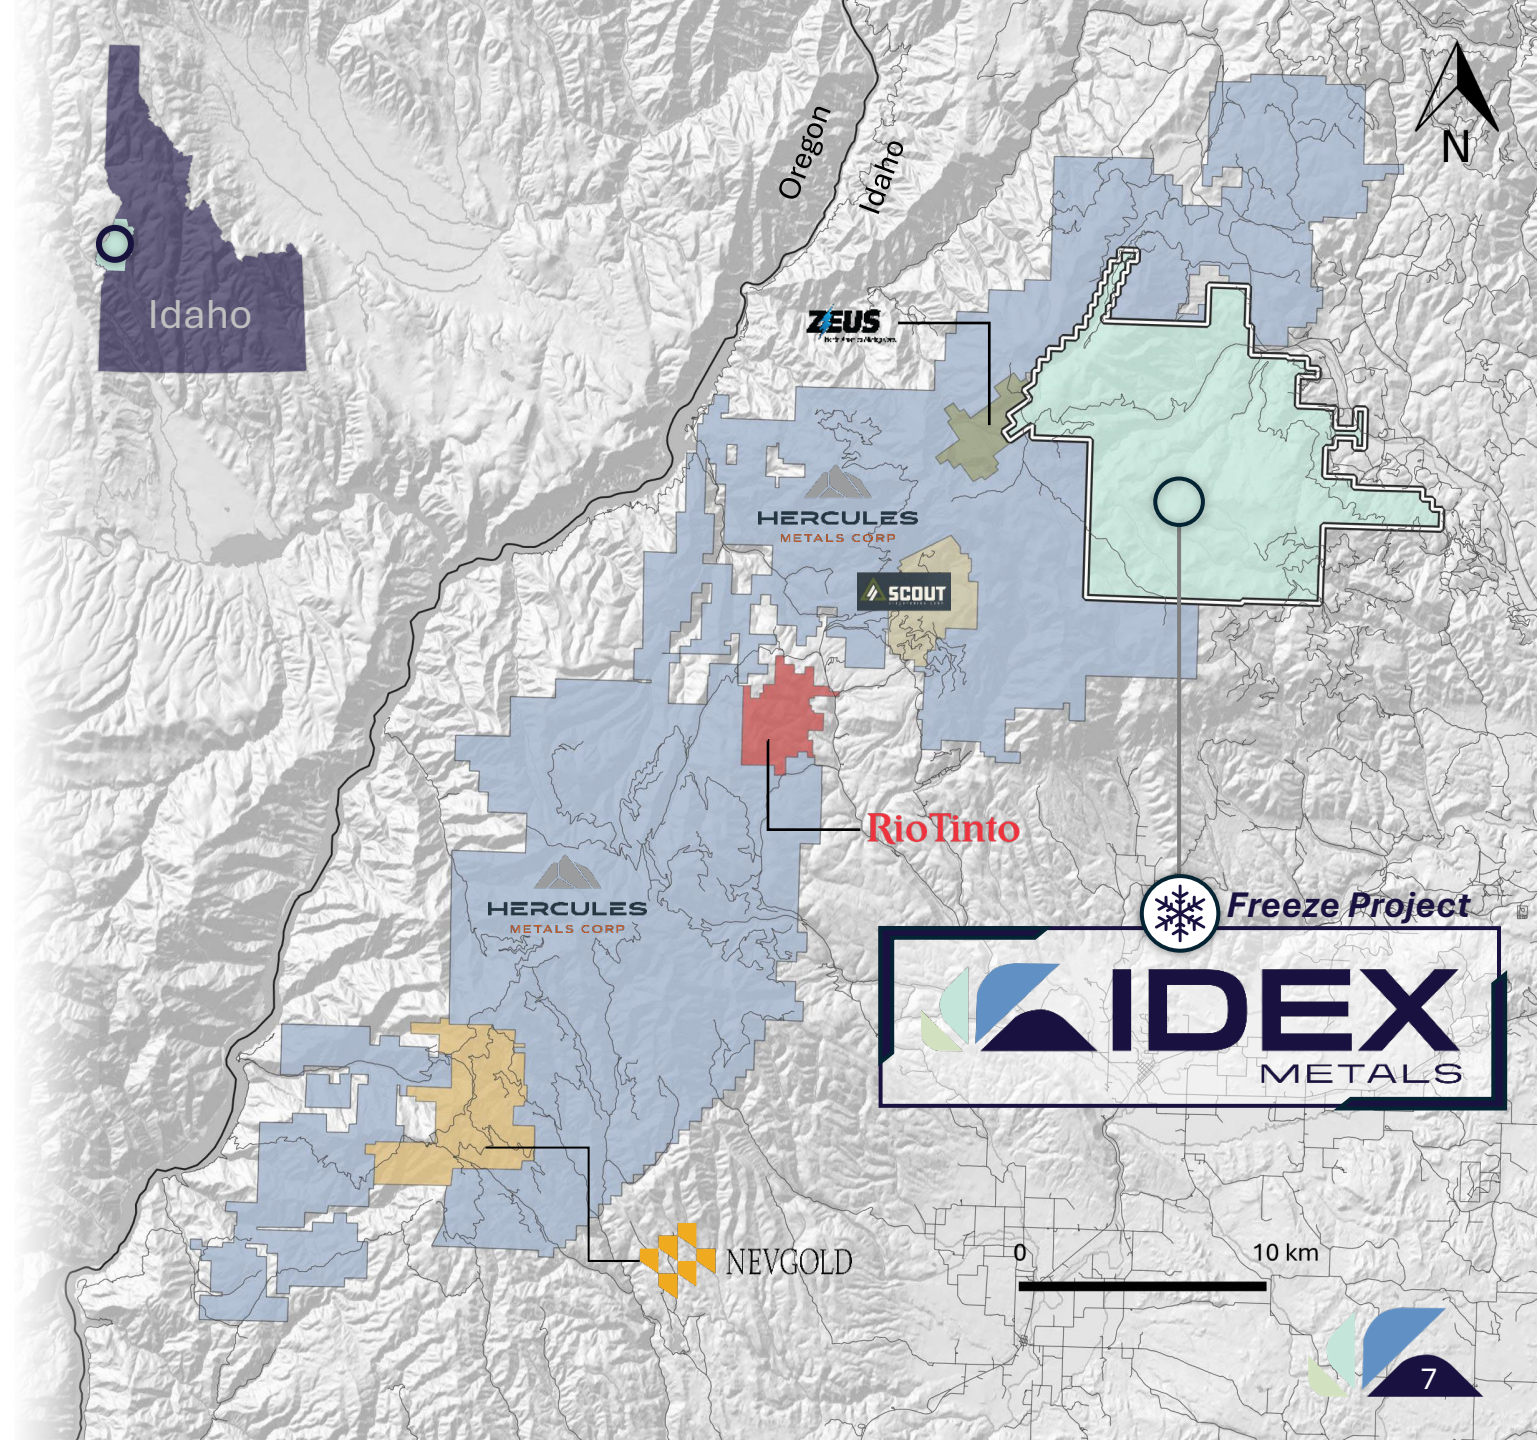 Oregon
Idaho
N
Idaho
ZEUS
HERCULES
METALS CORP
SCOUT
RioTinto
HERCULES
METALS CORP
Freeze Project
IDEX
METALS
NEVGOLD
0 10 km
7